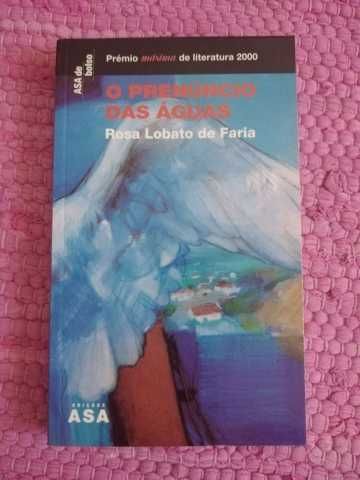 ASA de
bolso
Prémio máxima de literatura 2000
O PRENÚNCIO
DAS ÁGUAS
Rosa Lobato de Faria
EDIÇÕES
ASA